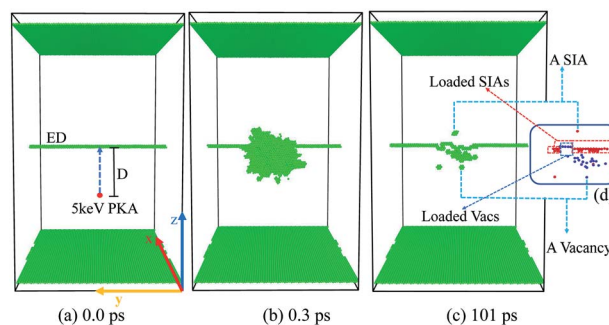 A SIA
Loaded SIAs
ED
D
5keV PKA
z
x
y
(d
Loaded Vacs
A Vacancy
(a) 0.0 ps
(b) 0.3 ps
(c) 101 ps